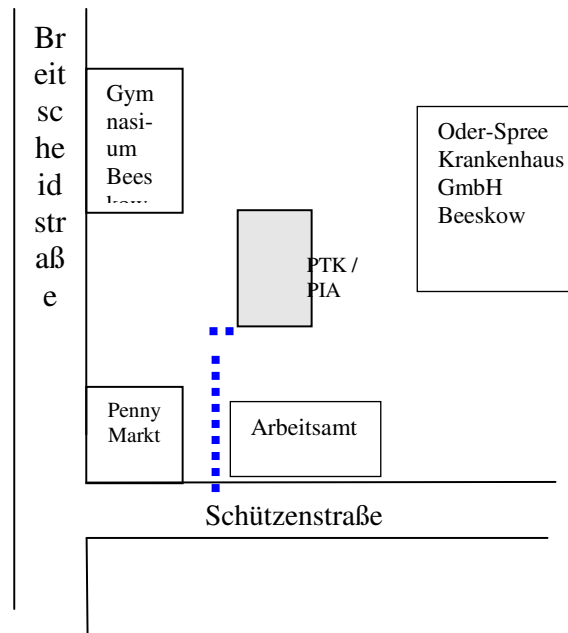 Br
eit
sc
he
id
str
aß
e
Gym
nasi-
um
Bees
kow
Oder-Spree
Krankenhaus
GmbH
Beeskow
PTK /
PIA
Penny
Markt
Arbeitsamt
Schützenstraße